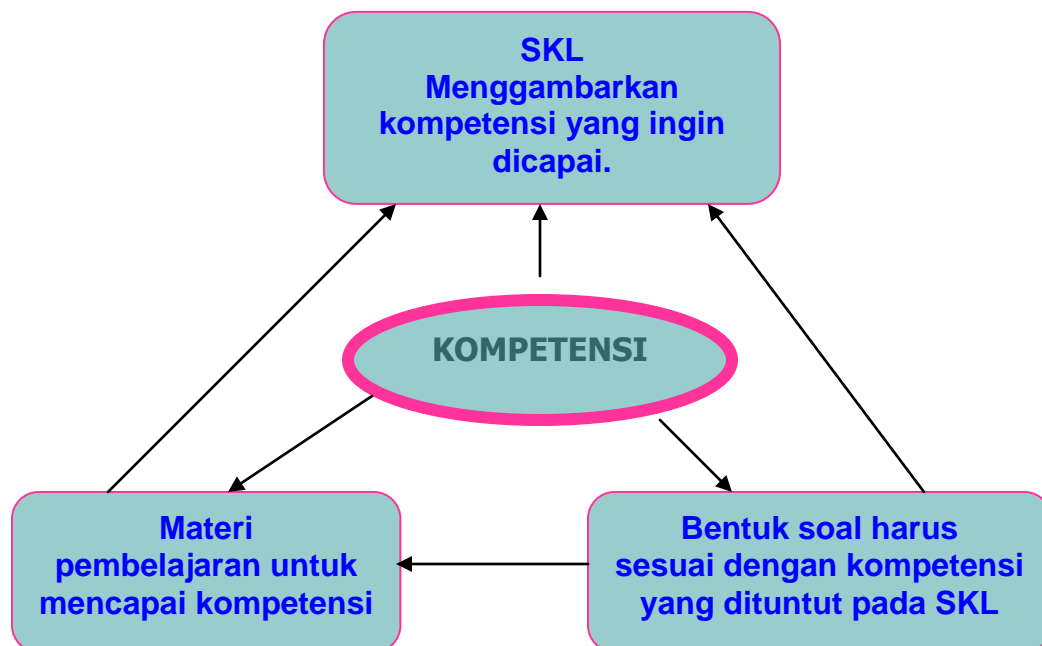 SKL
Menggambarkan
kompetensi yang ingin
dicapai.
KOMPETENSI
Materi
pembelajaran untuk
mencapai kompetensi
Bentuk soal harus
sesuai dengan kompetensi
yang dituntut pada SKL